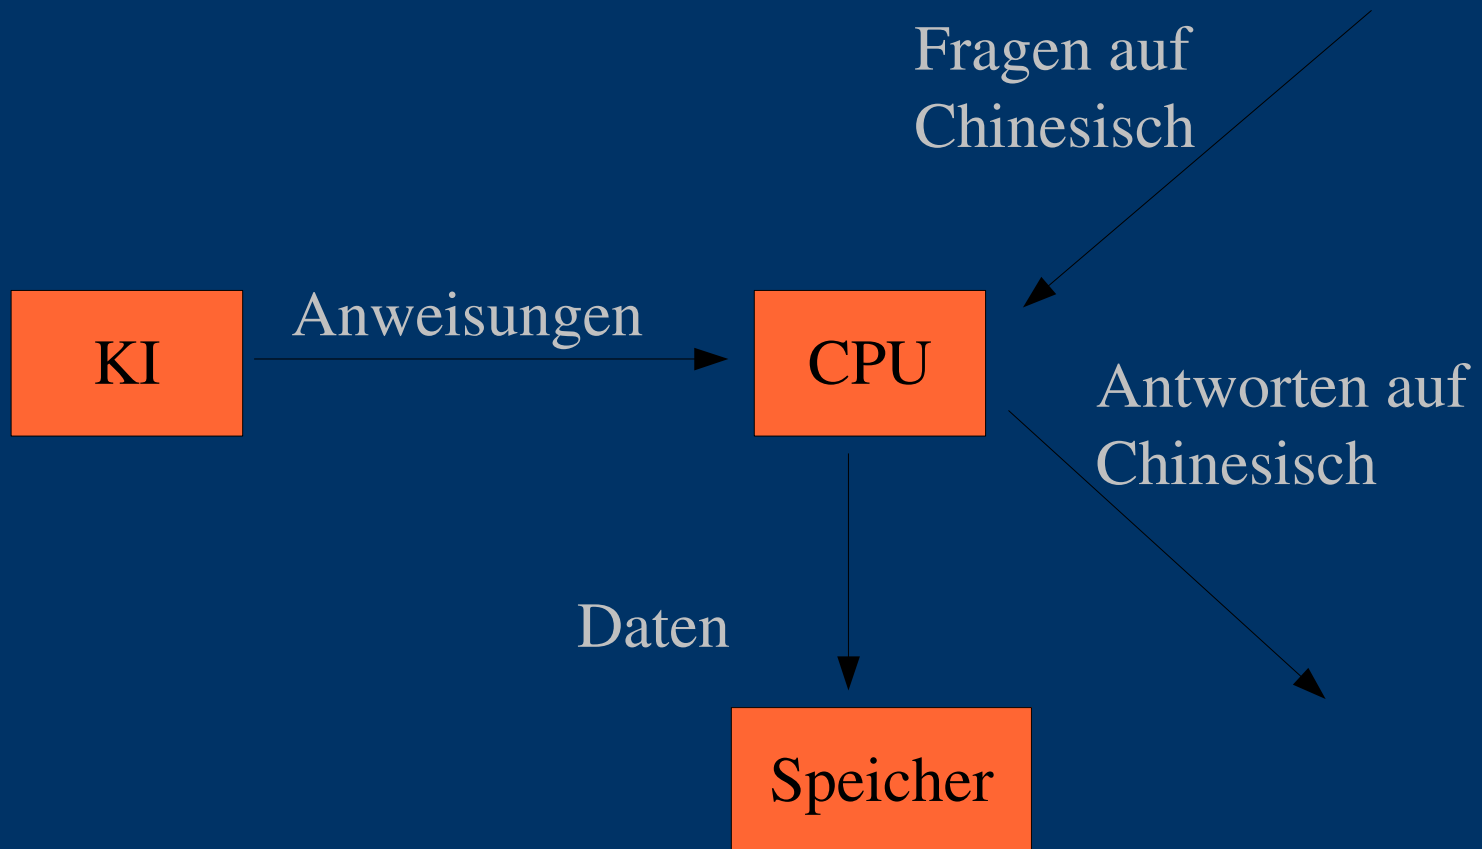 Fragen auf
Chinesisch
Anweisungen
KI
CPU
Antworten auf
Chinesisch
Daten
Speicher